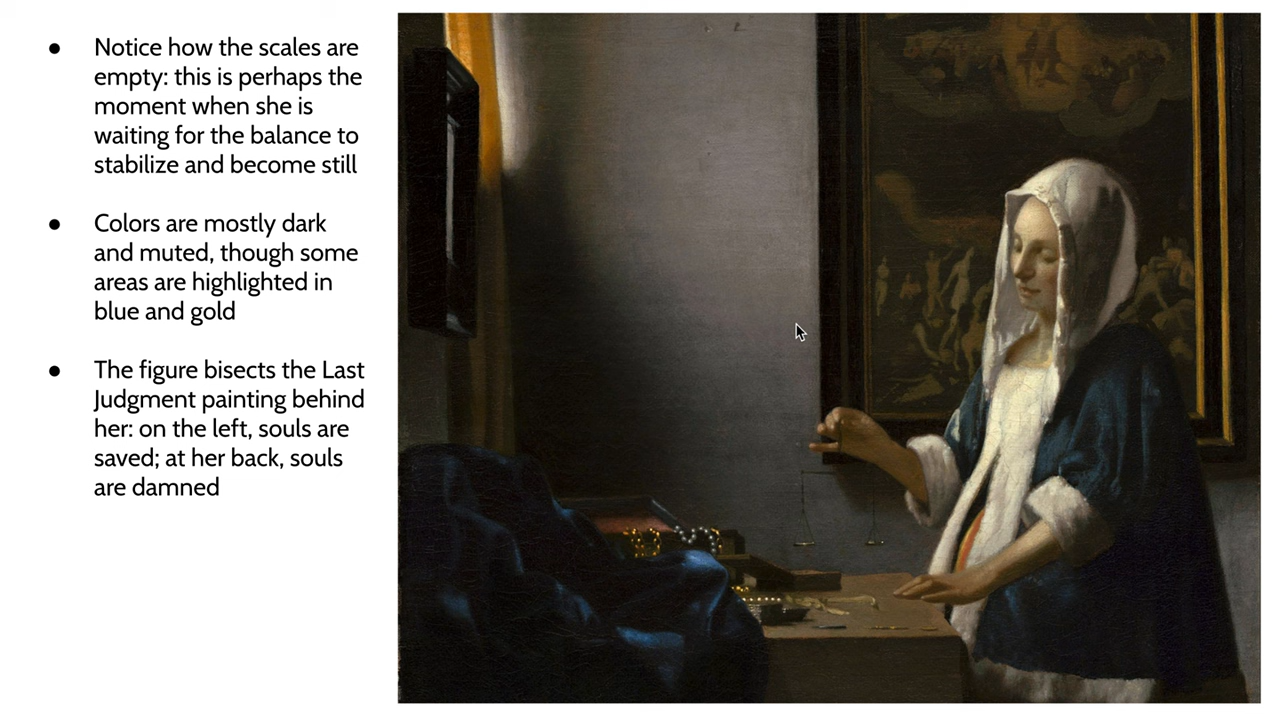 ● Notice how the scales are
empty: this is perhaps the
moment when she is
waiting for the balance to
stabilize and become still
● Colors are mostly dark
and muted, though some
areas are highlighted in
blue and gold
● The figure bisects the Last
Judgment painting behind
her: on the left, souls are
saved; at her back, souls
are damned